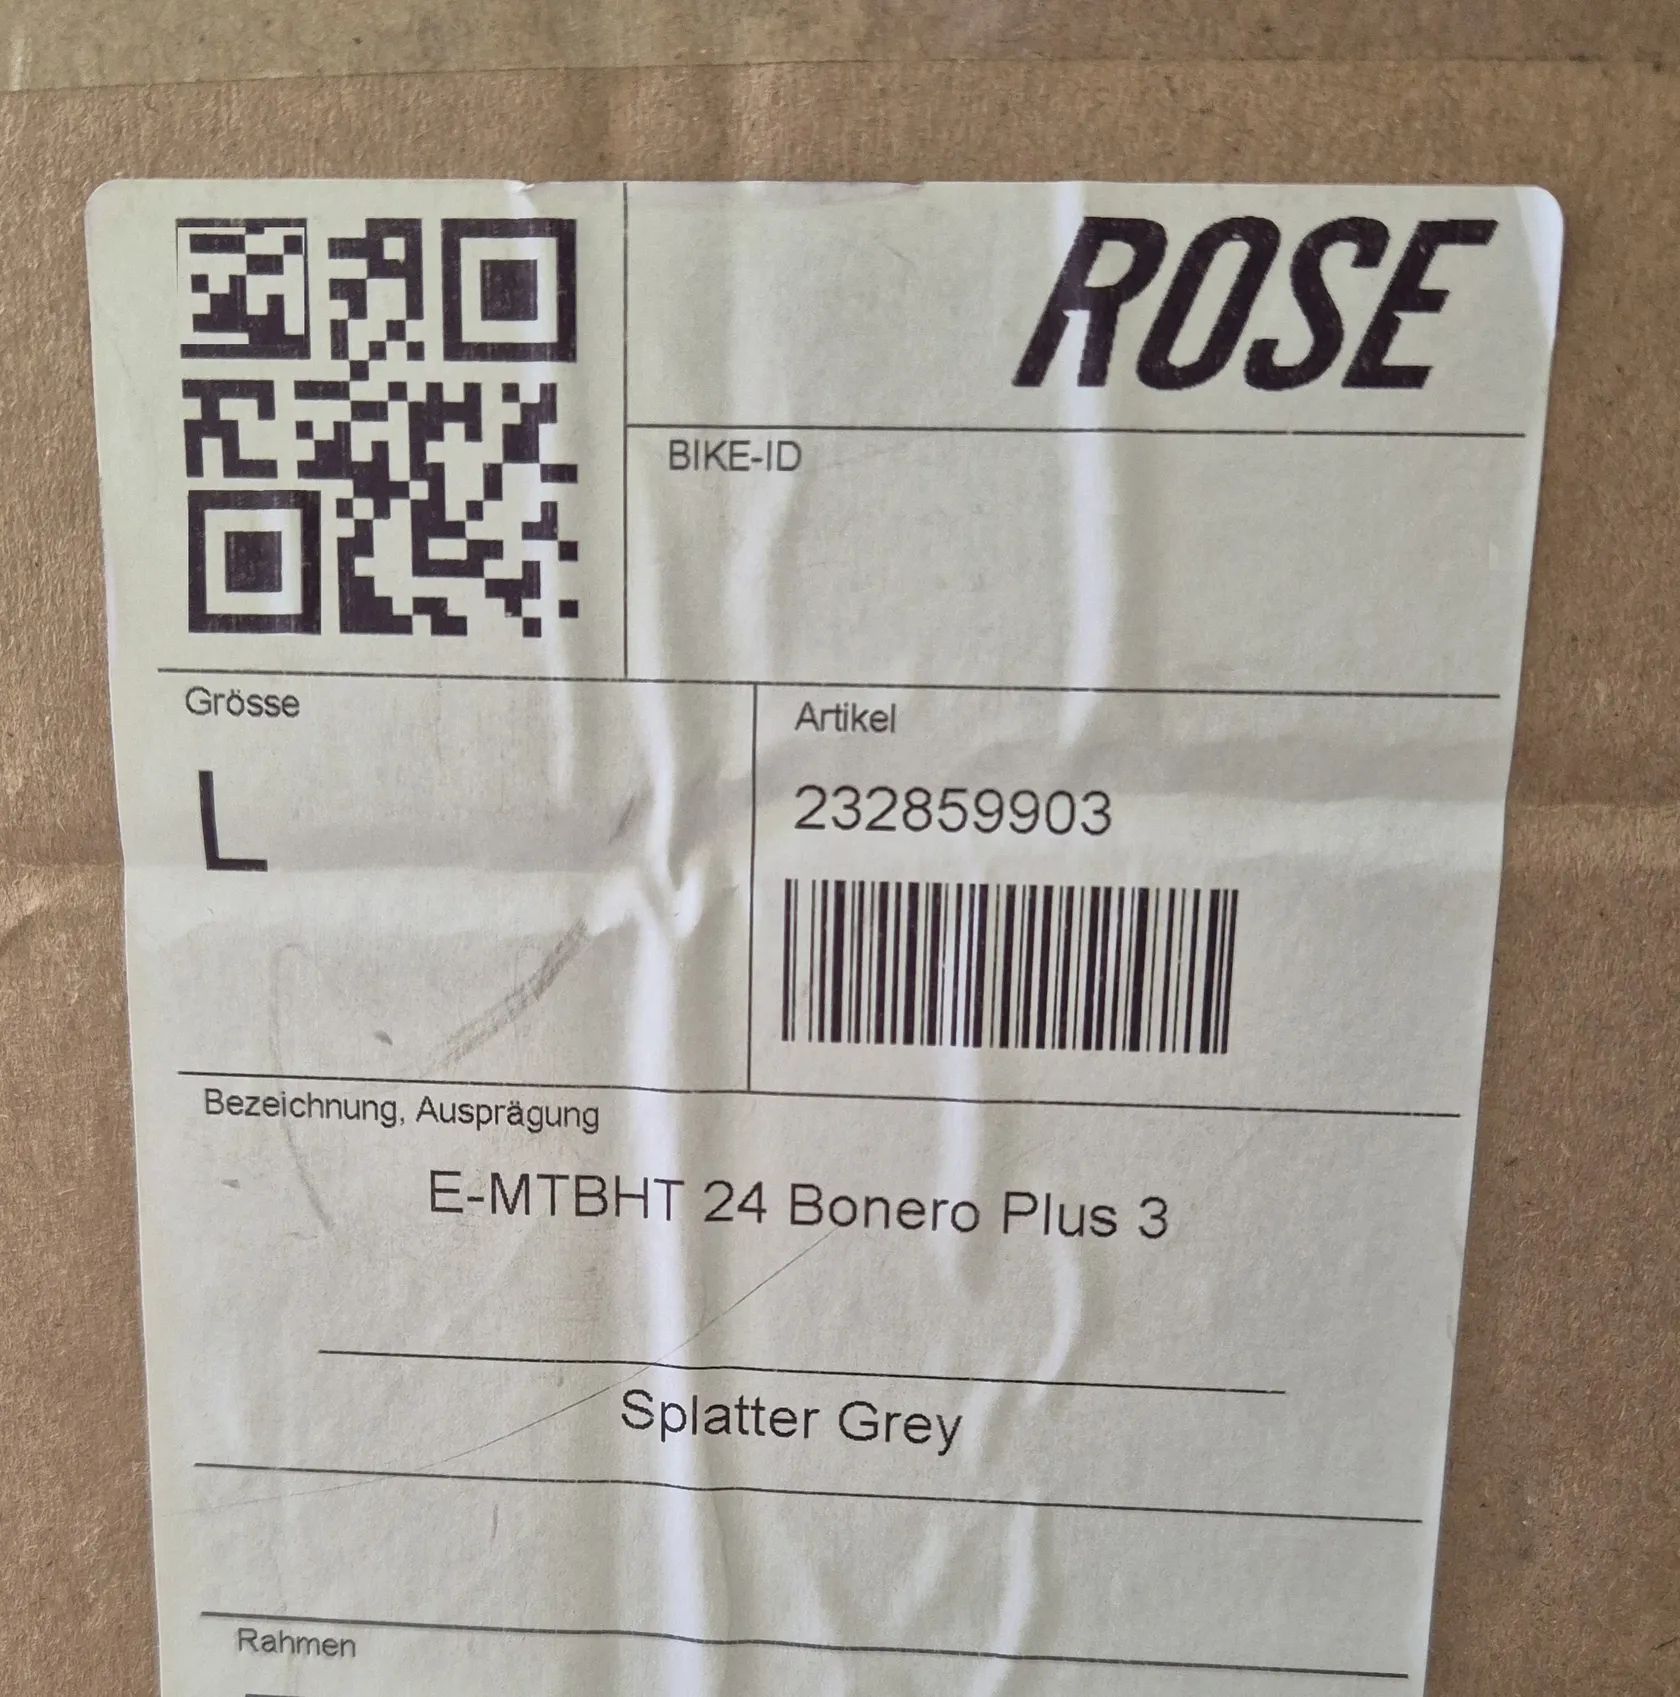 ROSE
BIKE-ID
Grösse
L
Artikel
232859903
Bezeichnung, Ausprägung
E-MTBHT 24 Bonero Plus 3
Splatter Grey
Rahmen